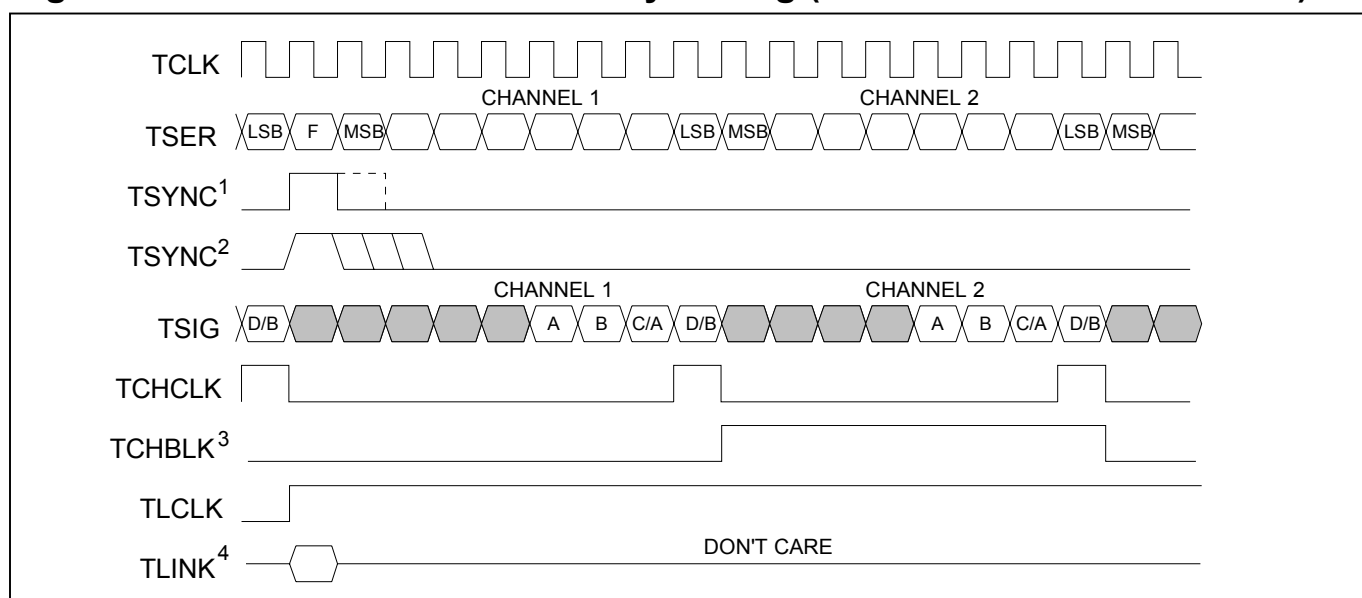 TCLK
CHANNEL 1 CHANNEL 2
TSER LSB F MSB LSB MSB LSB MSB
TSYNC1
TSYNC2
CHANNEL 1 CHANNEL 2
TSIG D/B A B C/A D/B A B C/A D/B
TCHCLK
TCHBLK3
TLCLK
DON'T CARE
TLINK4